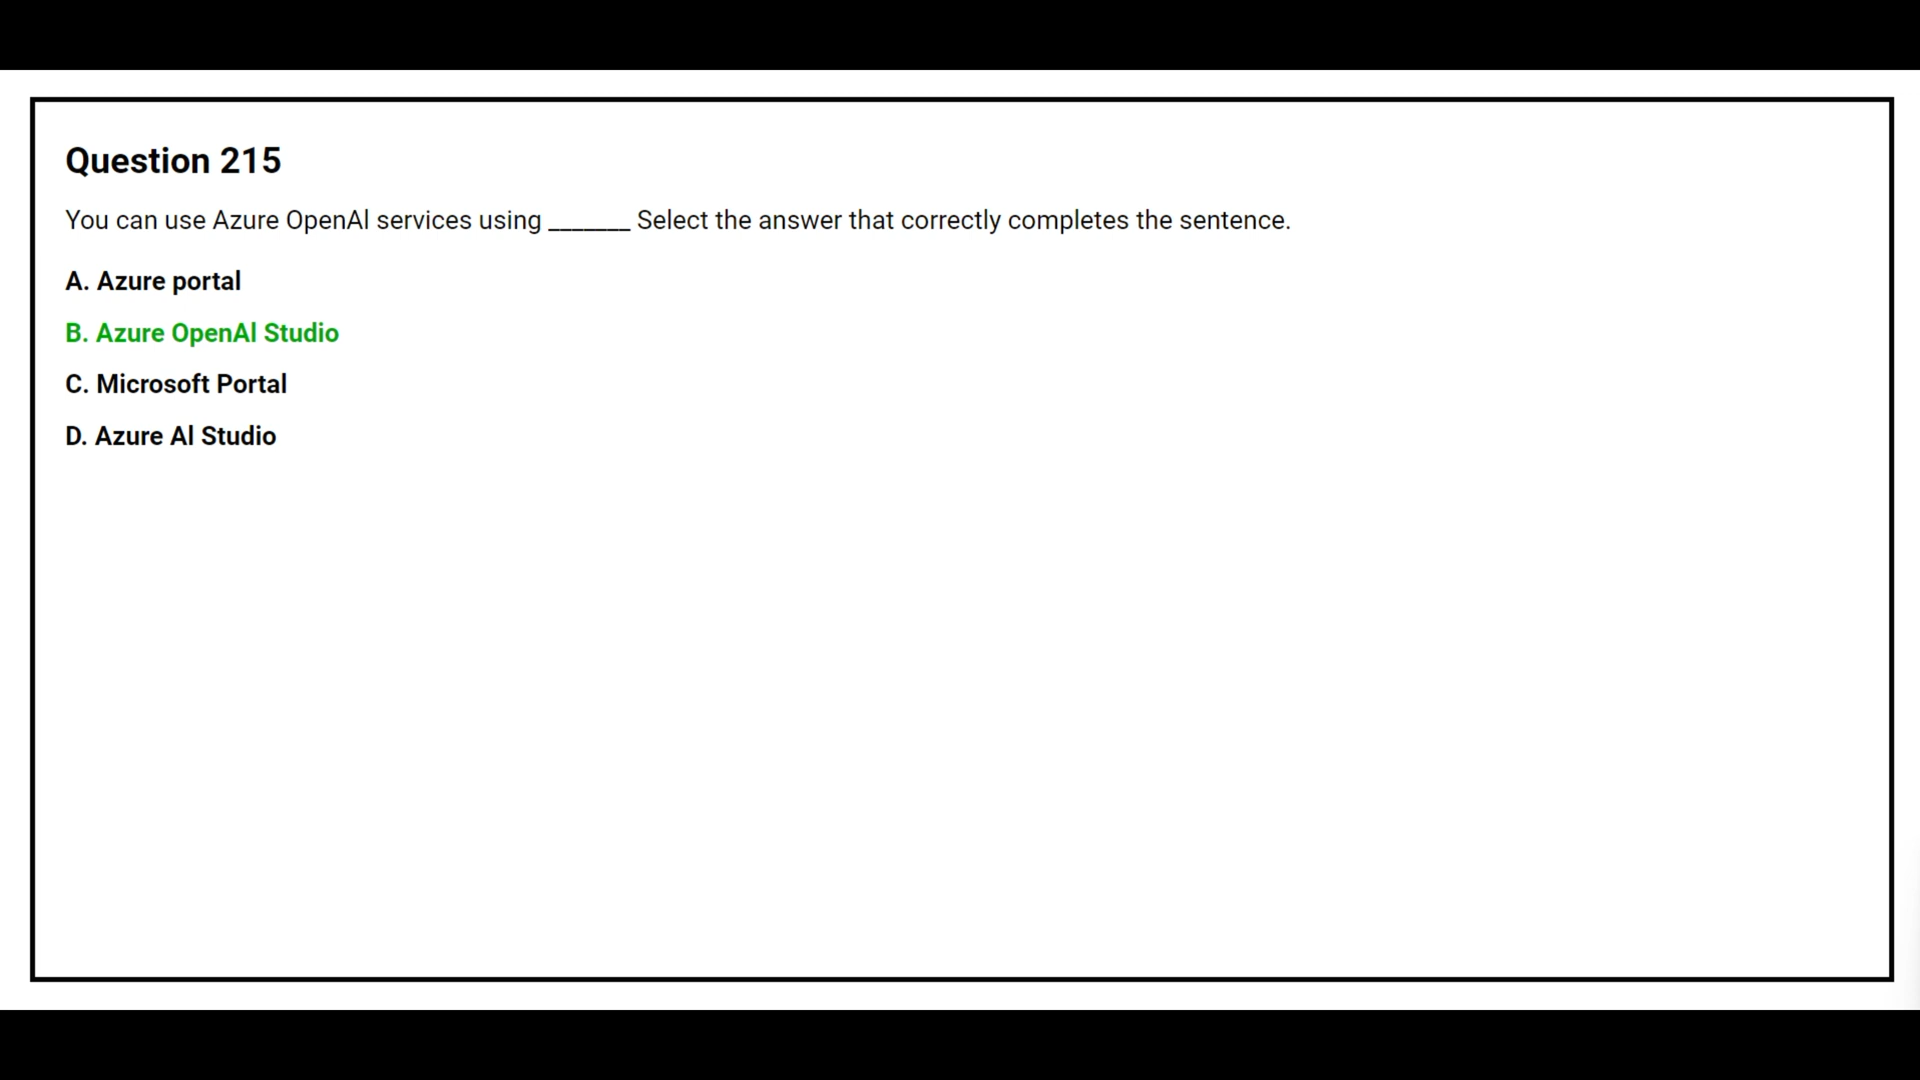 Question 215
You can use Azure OpenAI services using _______ Select the answer that correctly completes the sentence.
A. Azure portal
B. Azure OpenAI Studio
C. Microsoft Portal
D. Azure AI Studio